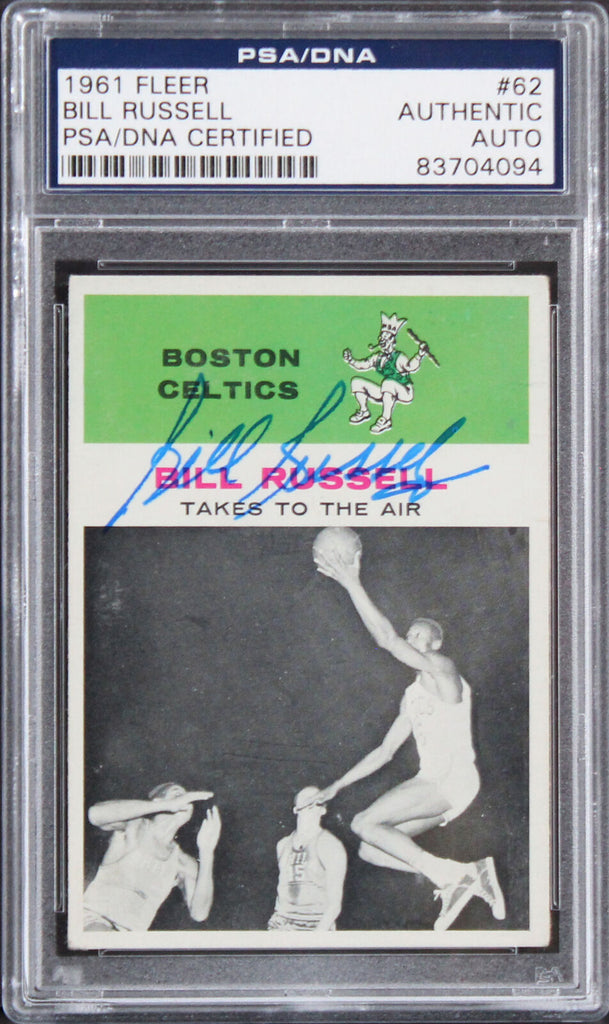 PSA/DNA
1961 FLEER #62
BILL RUSSELL AUTHENTIC
PSA/DNA CERTIFIED AUTO
83704094
BOSTON
CELTICS
Bill Russell
BILL RUSSELL
TAKES TO THE AIR